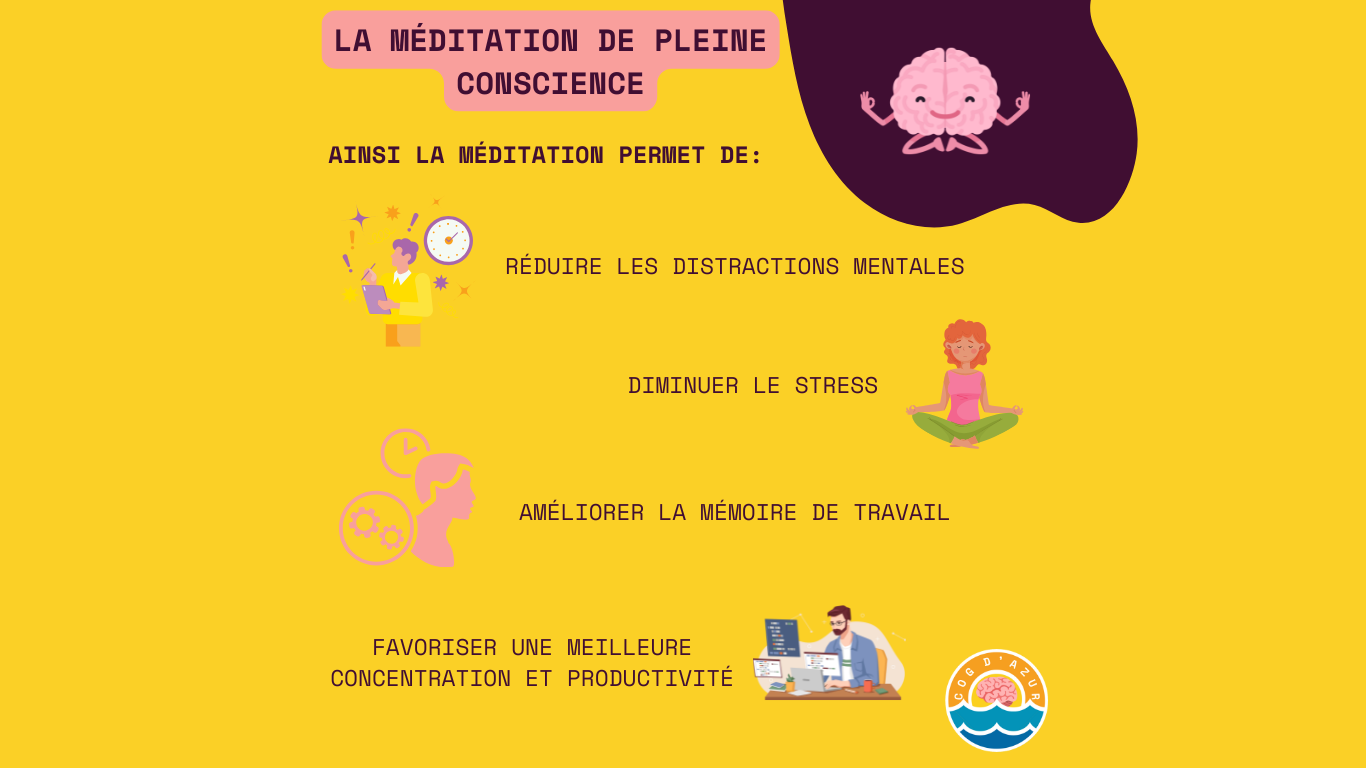 LA MÉDITATION DE PLEINE
CONSCIENCE
AINSI LA MÉDITATION PERMET DE:
RÉDUIRE LES DISTRACTIONS MENTALES
DIMINUER LE STRESS
AMÉLIORER LA MÉMOIRE DE TRAVAIL
FAVORISER UNE MEILLEURE
CONCENTRATION ET PRODUCTIVITÉ
COG D'AZUR